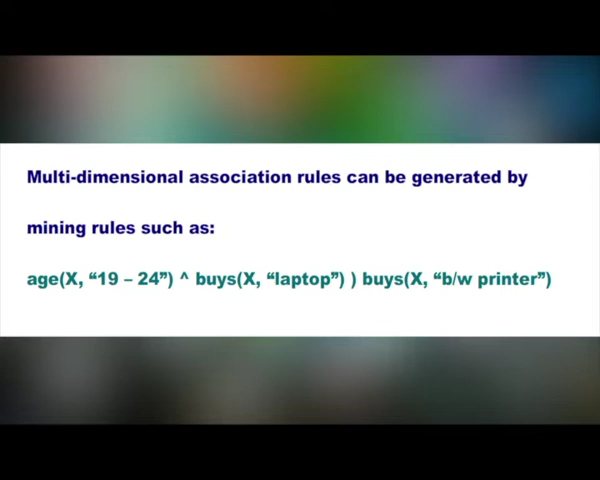 Multi-dimensional association rules can be generated by
mining rules such as:
age(X, “19 – 24”) ^ buys(X, “laptop”) ) buys(X, “b/w printer”)